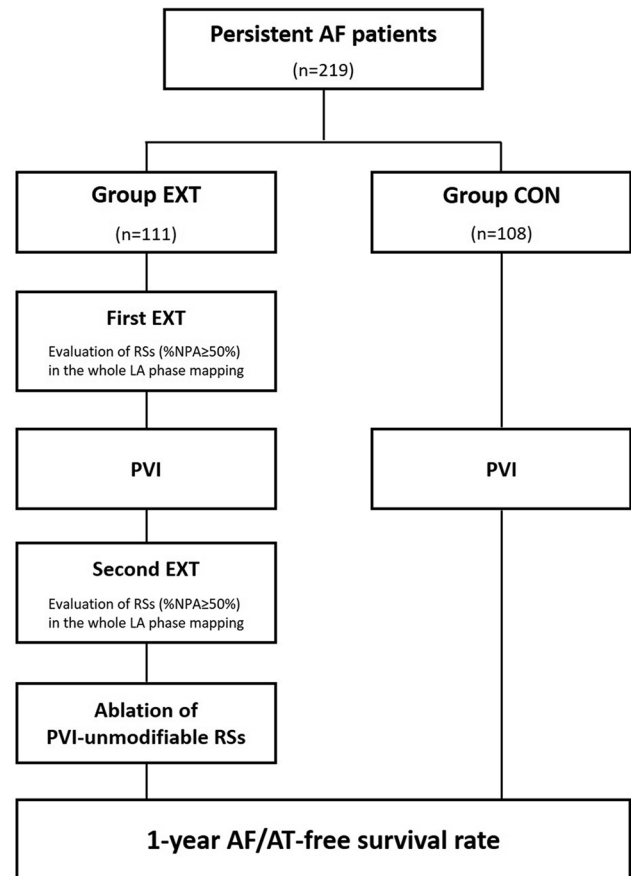 Persistent AF patients
(n=219)
Group EXT
(n=111)
Group CON
(n=108)
First EXT
Evaluation of RSs (%NPA≥50%)
in the whole LA phase mapping
PVI
PVI
Second EXT
Evaluation of RSs (%NPA≥50%)
in the whole LA phase mapping
Ablation of
PVI-unmodifiable RSs
1-year AF/AT-free survival rate